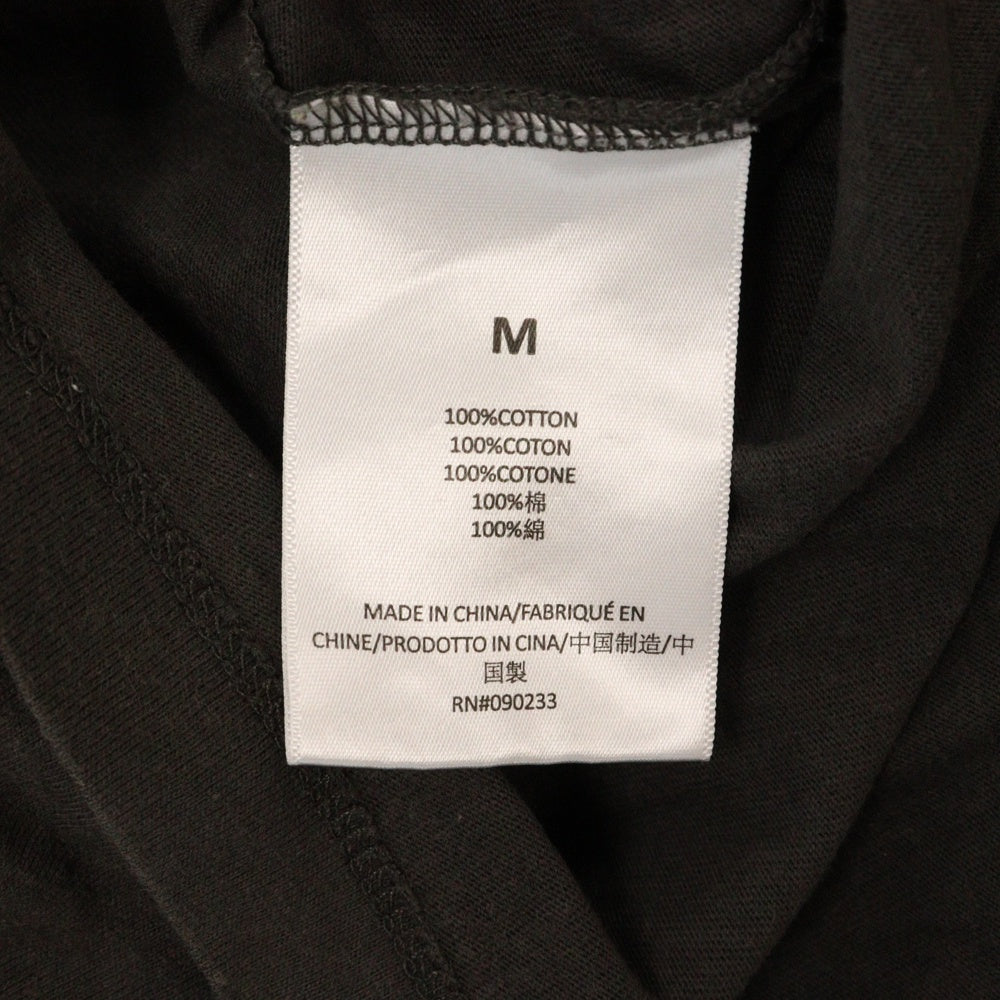 M
100%COTTON
100%COTON
100%COTONE
100%棉
100%綿
MADE IN CHINA/FABRIQUÉ EN
CHINE/PRODOTTO IN CINA/中国制造/中
国製
RN#090233